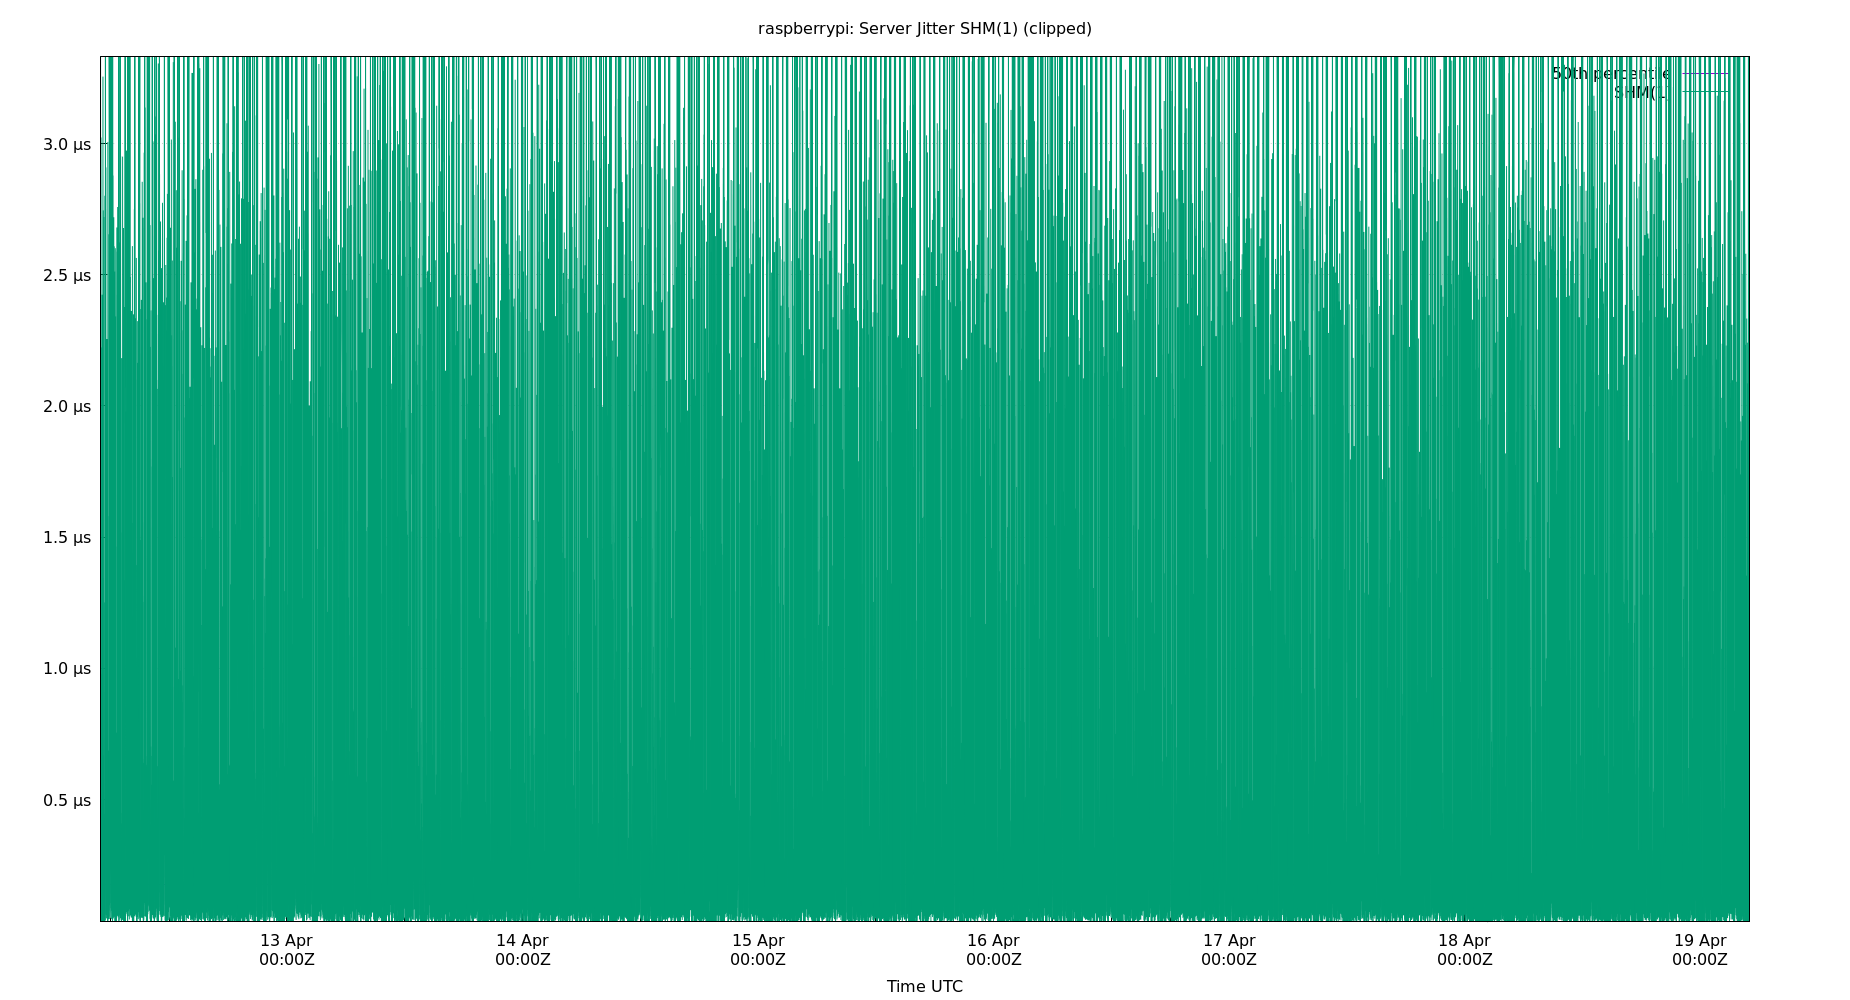 raspberrypi: Server Jitter SHM(1) (clipped)
50th percentile
SHM(1)
3.0 µs
2.5 µs
2.0 µs
1.5 µs
1.0 µs
0.5 µs
13 Apr 14 Apr 15 Apr 16 Apr 17 Apr 18 Apr 19 Apr
00:00Z 00:00Z 00:00Z 00:00Z 00:00Z 00:00Z 00:00Z
Time UTC